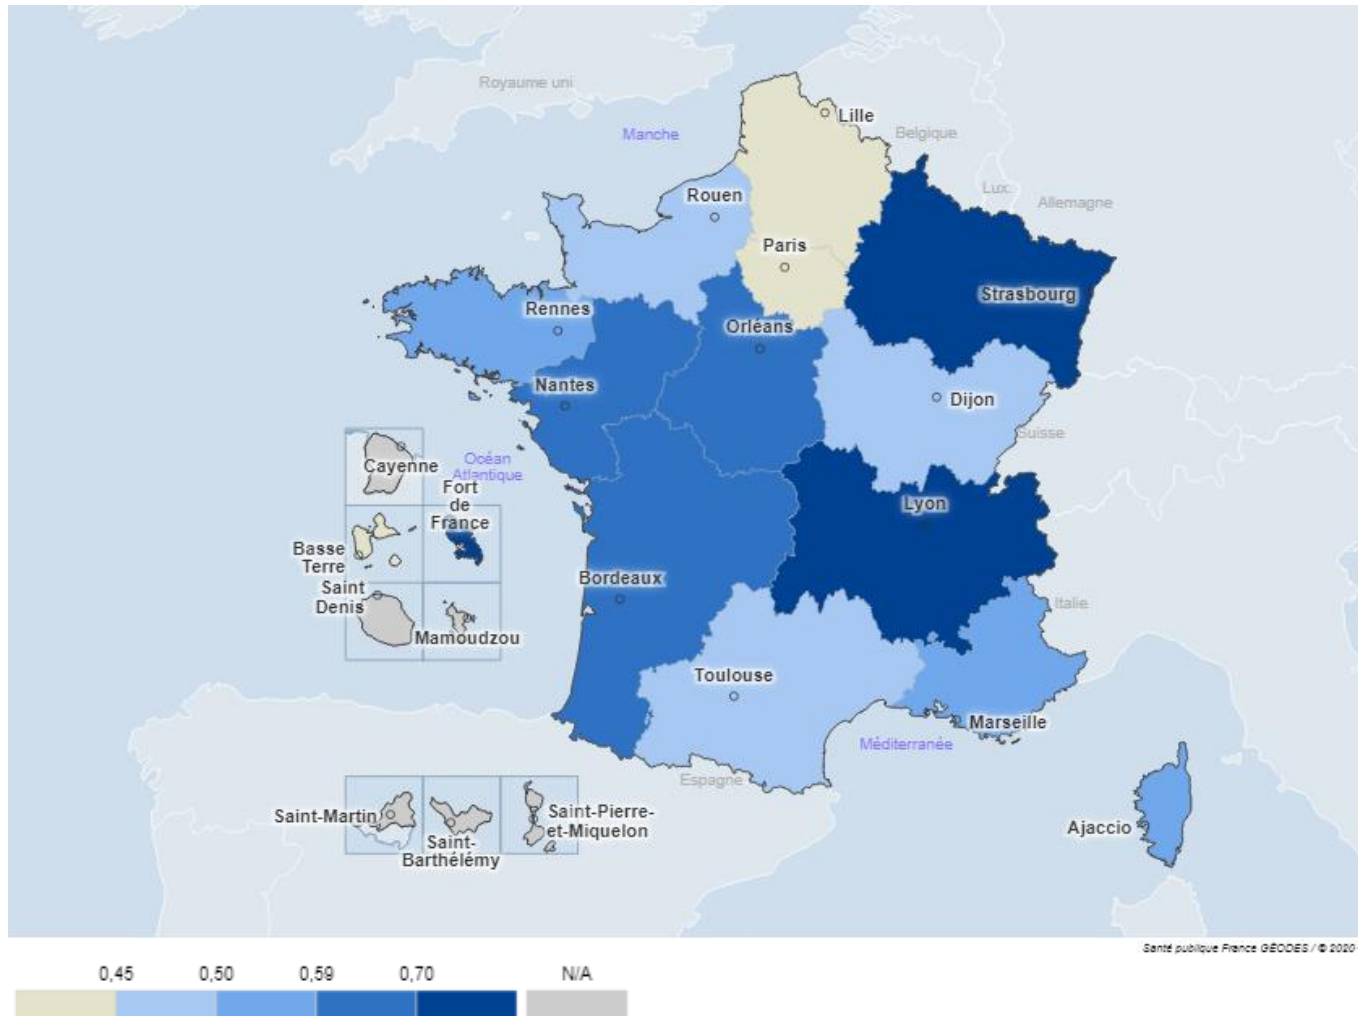 Royaume uni
Manche
Lille
Belgique
Lux.
Allemagne
Rouen
Paris
Strasbourg
Rennes
Orléans
Nantes
Dijon
Suisse
Océan
Atlantique
Cayenne
Fort
de
France
Lyon
Basse
Terre
Saint
Denis
Mamoudzou
Bordeaux
Italie
Toulouse
Marseille
Méditerranée
Espagne
Saint-Martin
Saint-
Barthélémy
Saint-Pierre-
et-Miquelon
Ajaccio
Santé publique France GÉODES / © 2020
0,45 0,50 0,59 0,70 N/A